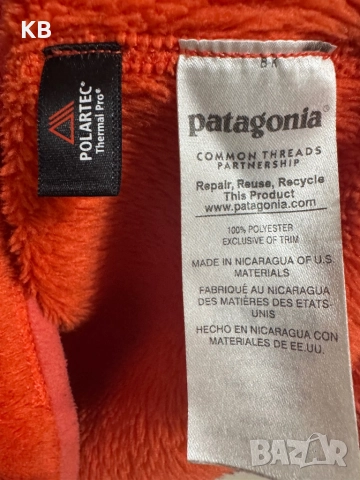 KB
POLARTEC®
Thermal Pro®
patagonia®
COMMON THREADS
PARTNERSHIP
Repair, Reuse, Recycle
This Product
www.patagonia.com
100% POLYESTER
EXCLUSIVE OF TRIM
MADE IN NICARAGUA OF U.S.
MATERIALS
FABRIQUÉ AU NICARAGUA
DES MATIÈRES DES ETATS-
UNIS
HECHO EN NICARAGUA CON
MATERIALES DE EE.UU.
BAZAR
bg